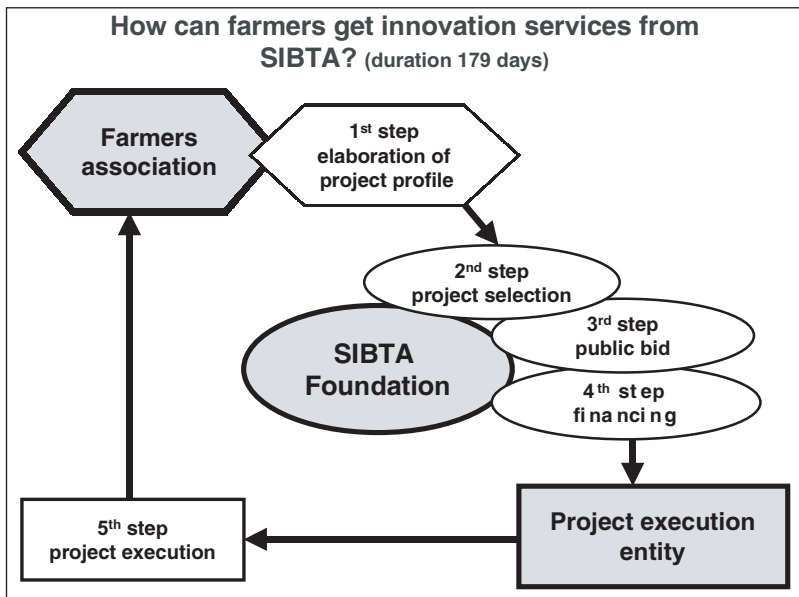 How can farmers get innovation services from
SIBTA? (duration 179 days)
Farmers
association
1st step
elaboration of
project profile
2nd step
project selection
3rd step
public bid
SIBTA
Foundation
4th step
financing
Project execution
entity
5th step
project execution